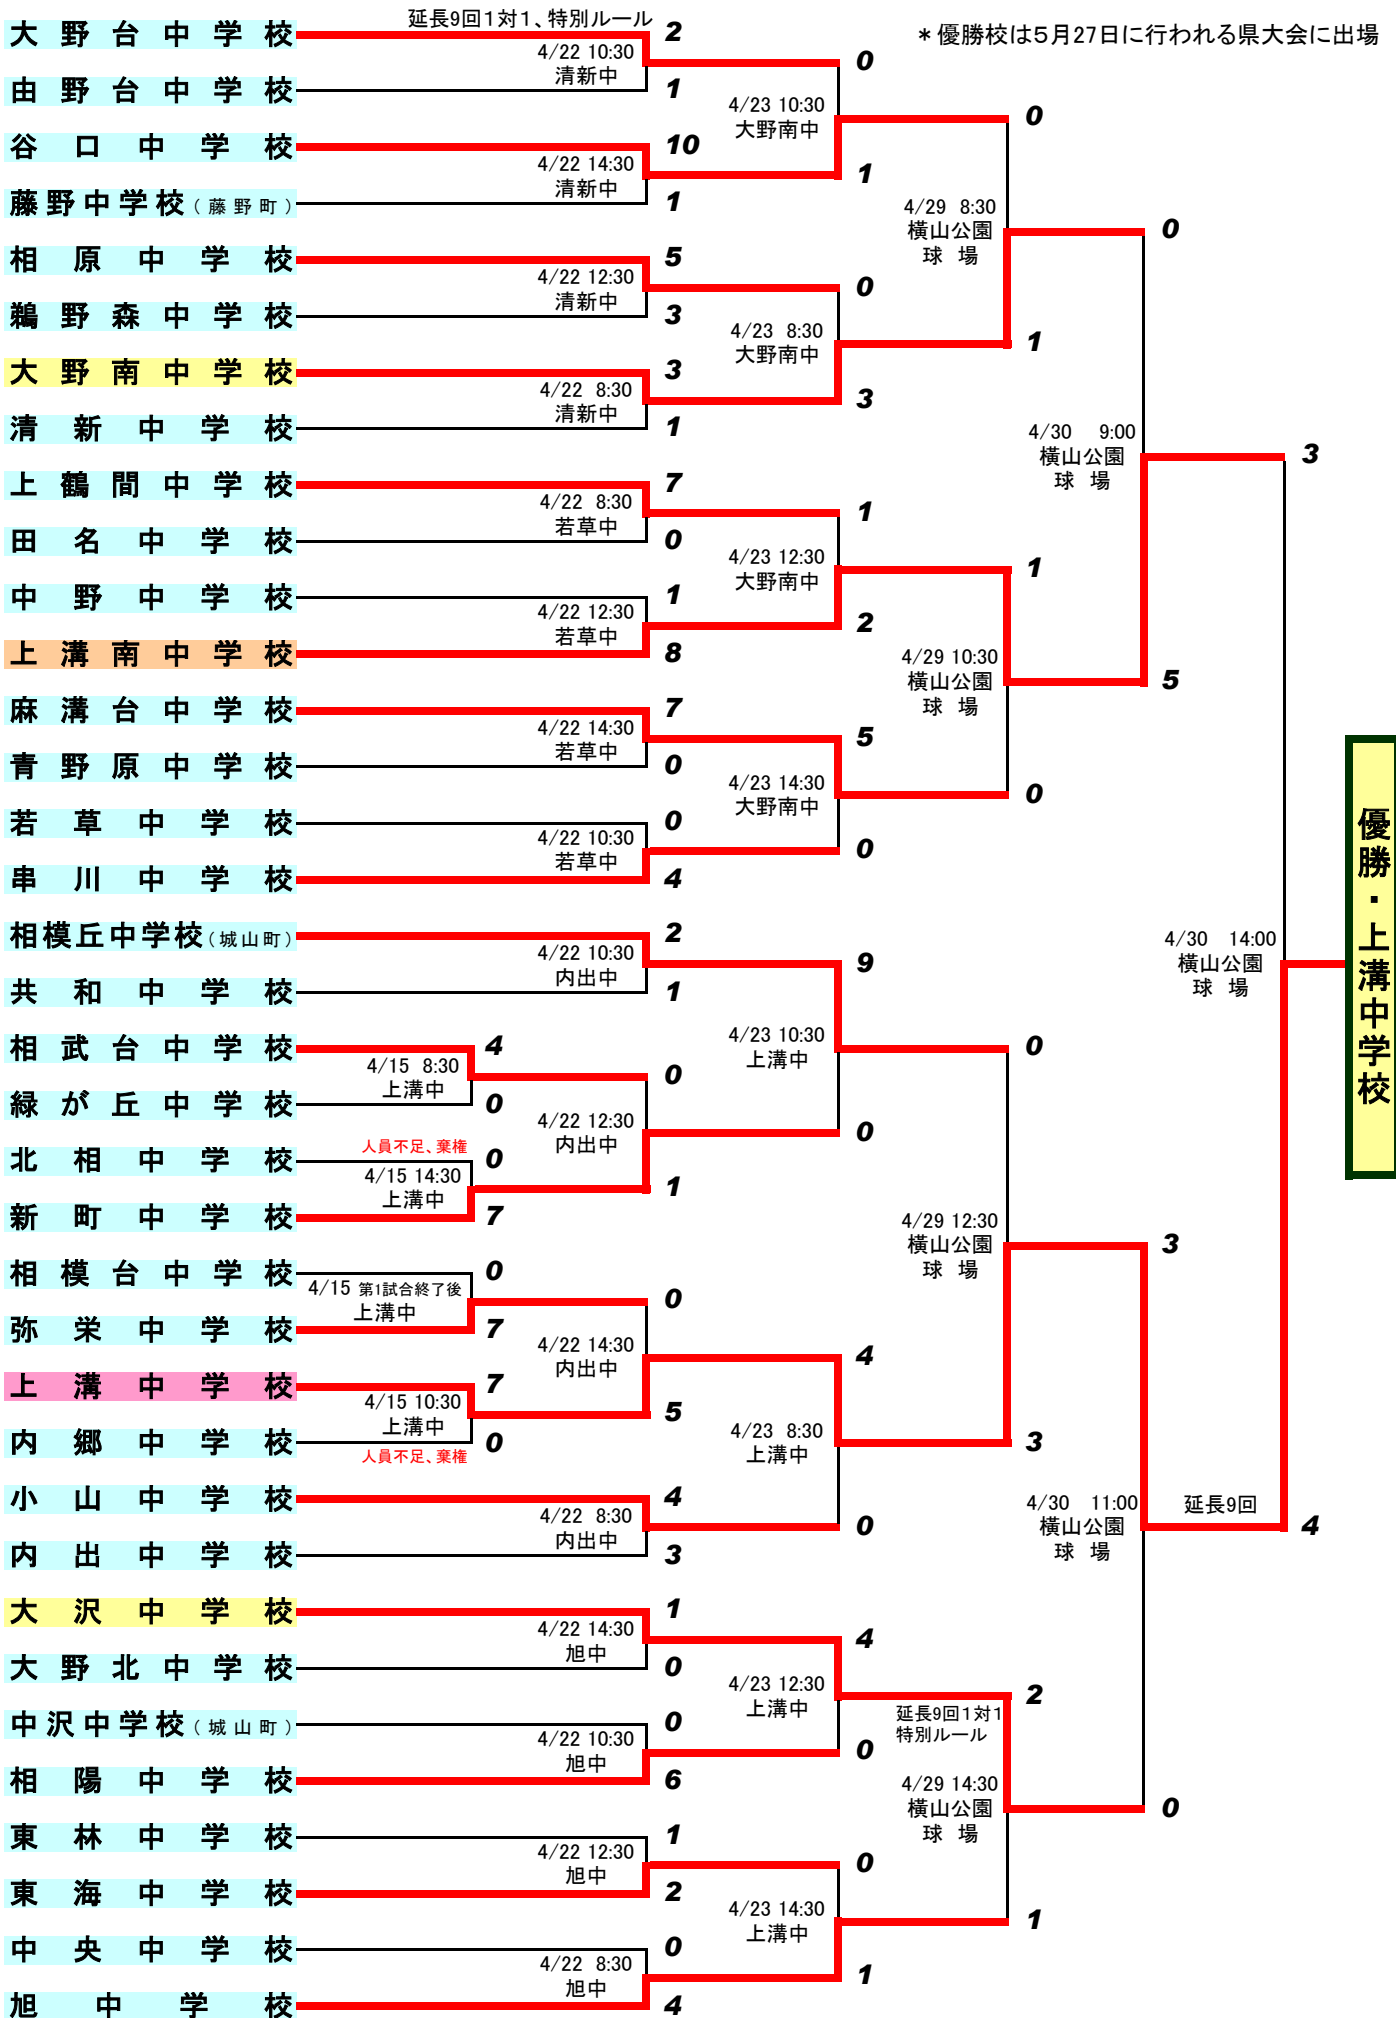 延長9回1対1、特別ルール
*優勝校は5月27日に行われる県大会に出場
大野台中学校
2
4/22 10:30
清新中
0
由野台中学校
1
4/23 10:30
大野南中
0
谷口中学校
10
4/22 14:30
清新中
1
藤野中学校(藤野町)
1
4/29 8:30
横山公園
球場
0
相原中学校
5
4/22 12:30
清新中
0
鵜野森中学校
3
4/23 8:30
大野南中
1
大野南中学校
3
4/22 8:30
清新中
3
清新中学校
1
4/30 9:00
横山公園
球場
3
上鶴間中学校
7
4/22 8:30
若草中
1
田名中学校
0
4/23 12:30
大野南中
1
中野中学校
1
4/22 12:30
若草中
2
上溝南中学校
8
4/29 10:30
横山公園
球場
5
麻溝台中学校
7
4/22 14:30
若草中
5
青野原中学校
0
4/23 14:30
大野南中
0
若草中学校
0
4/22 10:30
若草中
0
串川中学校
4
優勝・上溝中学校
相模丘中学校(城山町)
2
4/22 10:30
内出中
9
4/30 14:00
横山公園
球場
共和中学校
1
相武台中学校
4
4/15 8:30
上溝中
0
4/23 10:30
上溝中
0
緑が丘中学校
0
4/22 12:30
内出中
0
北相中学校
人員不足、棄権
0
4/15 14:30
上溝中
1
新町中学校
7
4/29 12:30
横山公園
球場
3
相模台中学校
0
4/15 第1試合終了後
上溝中
0
弥栄中学校
7
4/22 14:30
内出中
4
上溝中学校
7
4/15 10:30
上溝中
5
内郷中学校
0
人員不足、棄権
4/23 8:30
上溝中
3
小山中学校
4
4/22 8:30
内出中
0
4/30 11:00
横山公園
球場
延長9回
4
内出中学校
3
大沢中学校
1
4/22 14:30
旭中
4
大野北中学校
0
4/23 12:30
上溝中
2
延長9回1対1
特別ルール
中沢中学校(城山町)
0
4/22 10:30
旭中
0
相陽中学校
6
4/29 14:30
横山公園
球場
0
東林中学校
1
4/22 12:30
旭中
0
東海中学校
2
4/23 14:30
上溝中
1
中央中学校
0
4/22 8:30
旭中
1
旭中学校
4